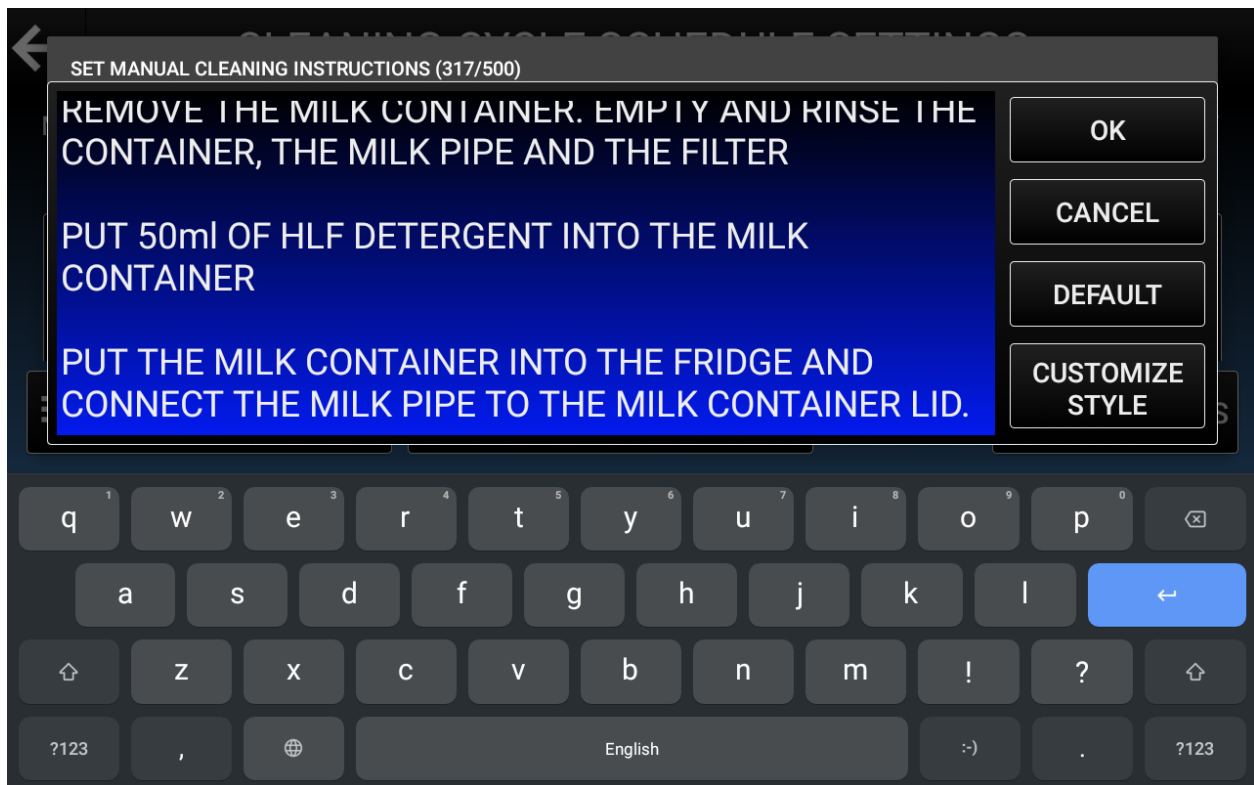 SET MANUAL CLEANING INSTRUCTIONS (317/500)
REMOVE THE MILK CONTAINER. EMPTY AND RINSE THE
CONTAINER, THE MILK PIPE AND THE FILTER
PUT 50ml OF HLF DETERGENT INTO THE MILK
CONTAINER
PUT THE MILK CONTAINER INTO THE FRIDGE AND
CONNECT THE MILK PIPE TO THE MILK CONTAINER LID.
OK
CANCEL
DEFAULT
CUSTOMIZE
STYLE
S
q 1 w 2 e 3 r 4 t 5 y 6 u 7 i 8 o 9 p 0
a s d f g h j k l
z x c v b n m ! ?
?123 , English :-) . ?123